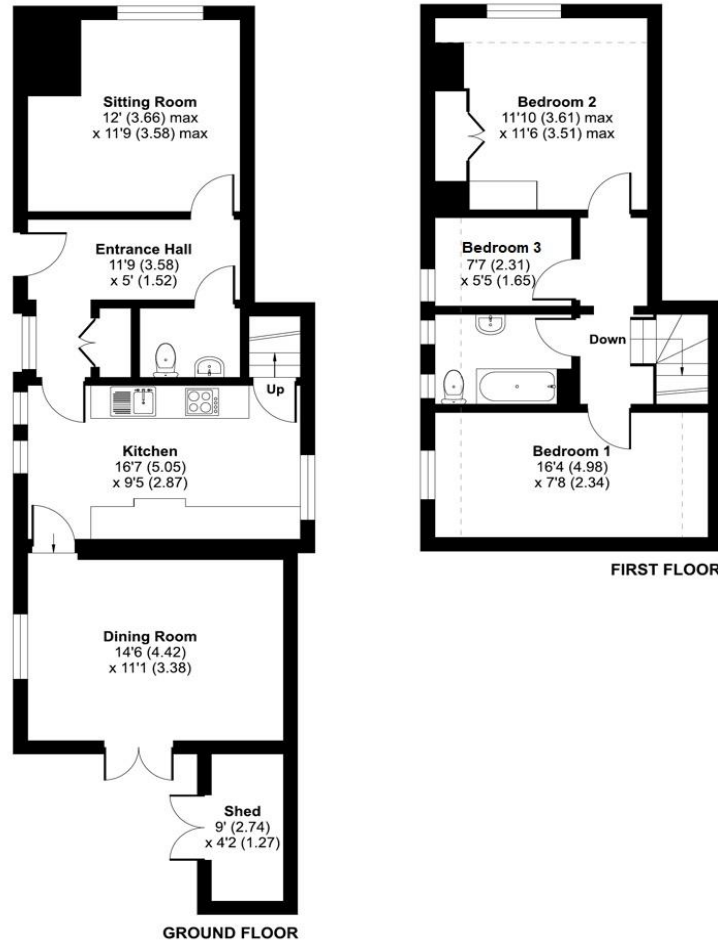 Sitting Room
12' (3.66) max
x 11'9 (3.58) max
Entrance Hall
11'9 (3.58)
x 5' (1.52)
Up
Kitchen
16'7 (5.05)
x 9'5 (2.87)
Dining Room
14'6 (4.42)
x 11'1 (3.38)
Shed
9' (2.74)
x 4'2 (1.27)
GROUND FLOOR
Bedroom 2
11'10 (3.61) max
x 11'6 (3.51) max
Bedroom 3
7'7 (2.31)
x 5'5 (1.65)
Down
Bedroom 1
16'4 (4.98)
x 7'8 (2.34)
FIRST FLOOR